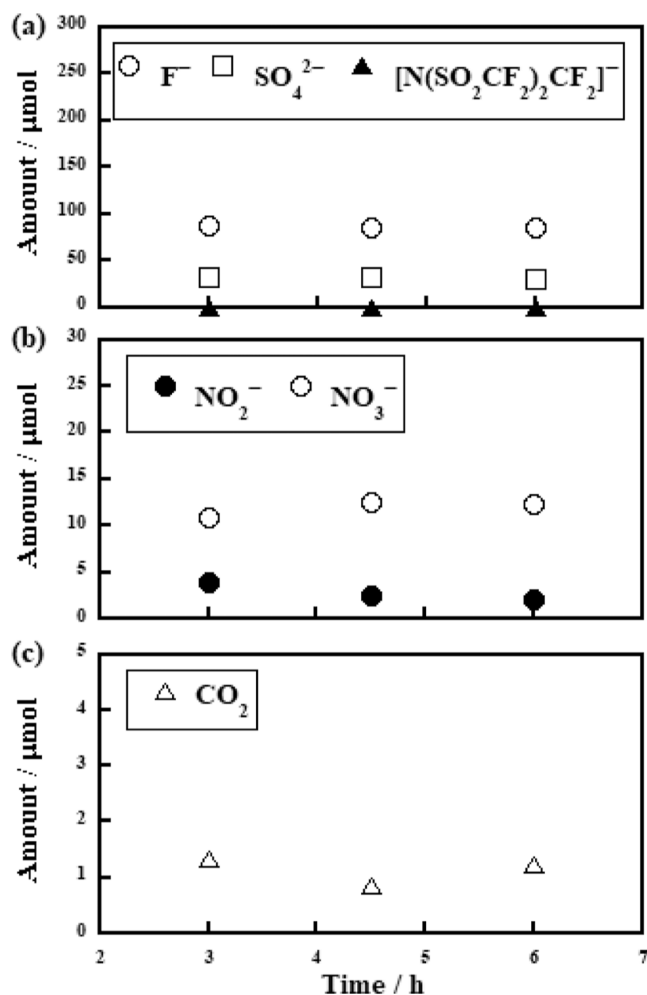 (a)
Amount / μmol
300
250
200
150
100
50
0
F⁻ SO₄²⁻ [N(SO₂CF₂)₂CF₂]⁻
(b)
Amount / μmol
30
25
20
15
10
5
0
NO₂⁻ NO₃⁻
(c)
Amount / μmol
5
4
3
2
1
0
CO₂
2 3 4 5 6 7
Time / h